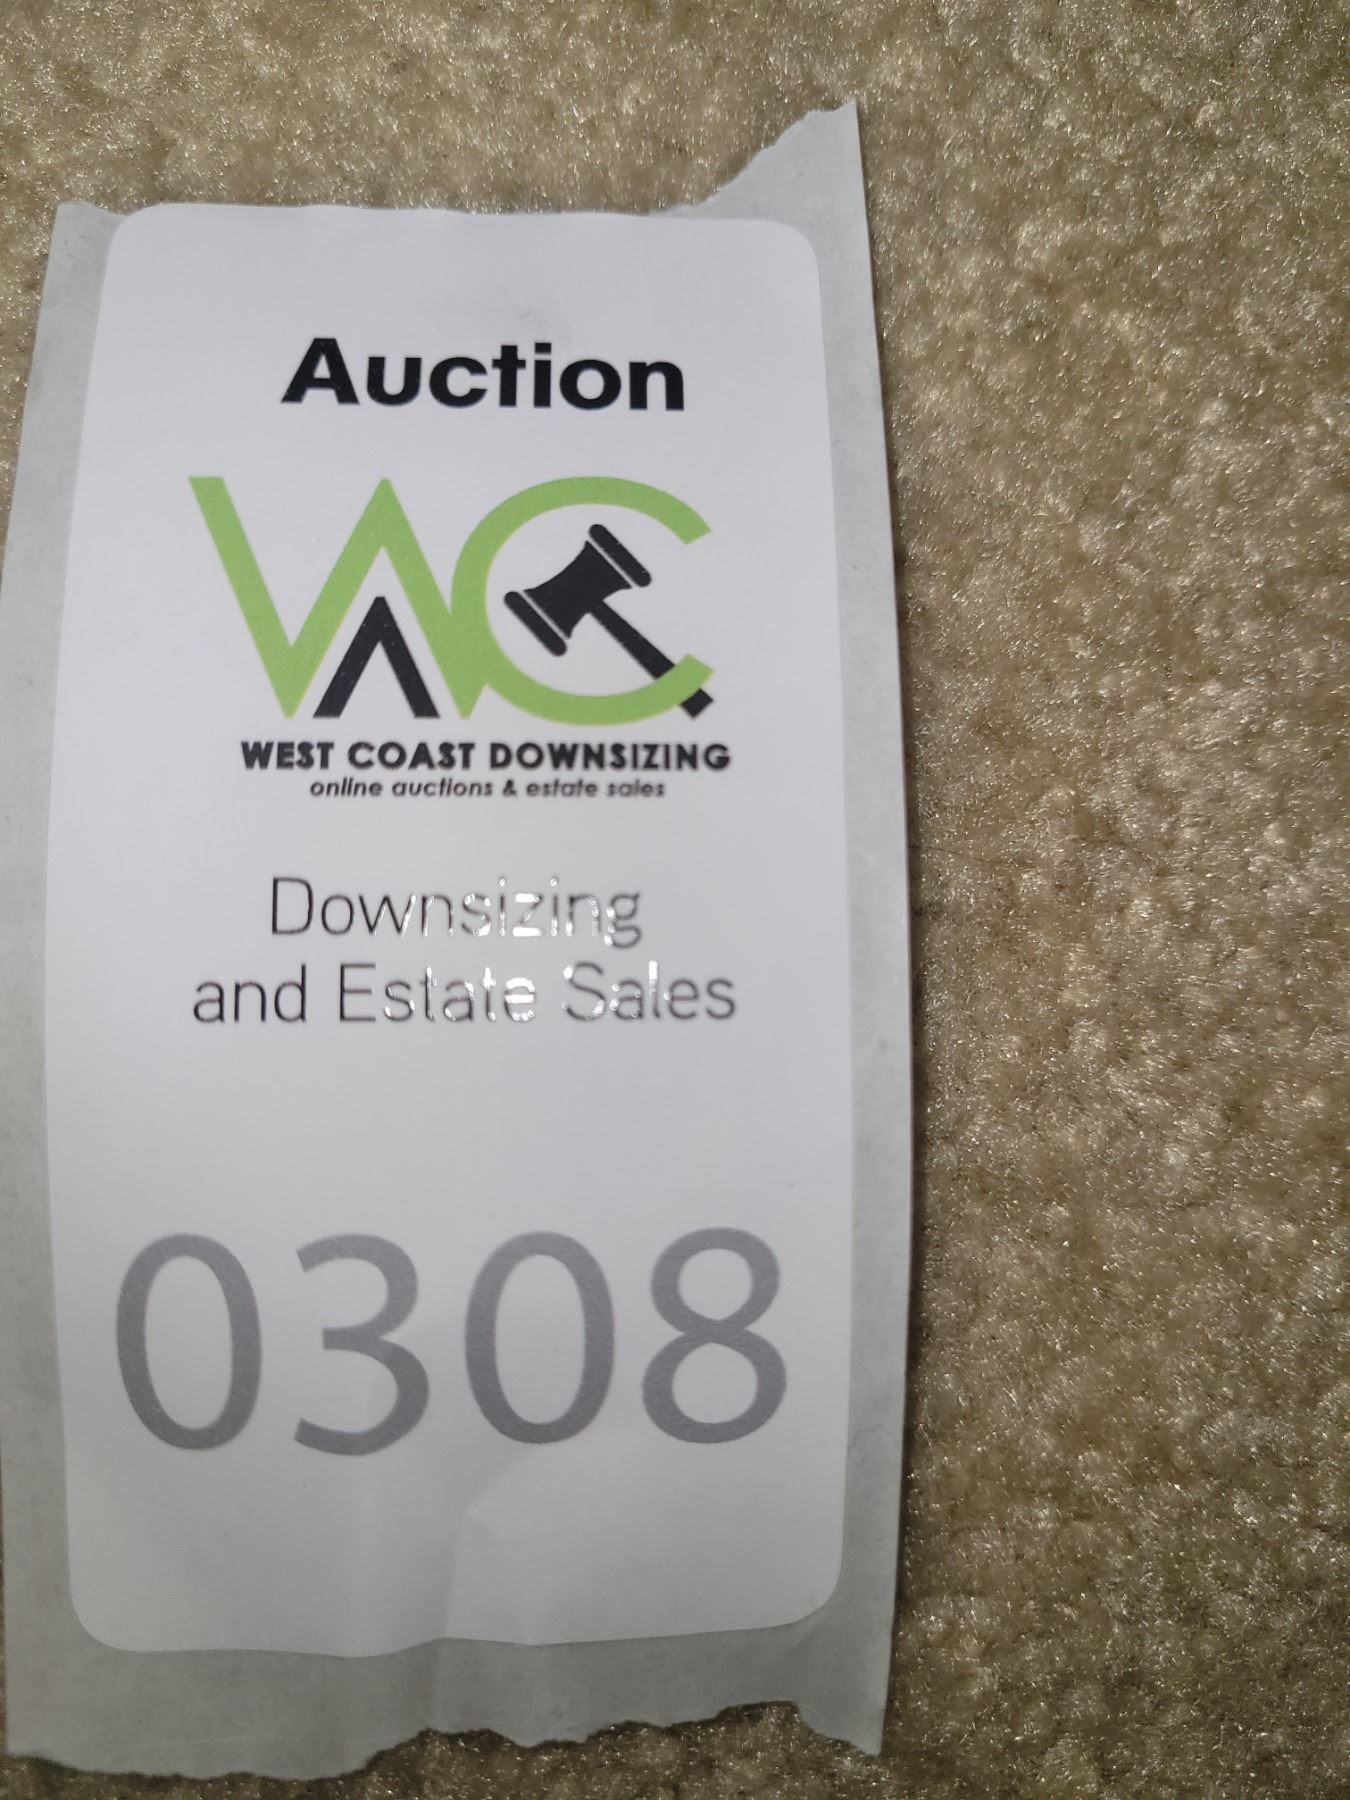 Auction
WC
WEST COAST DOWNSIZING
online auctions & estate sales
Downsizing
and Estate Sales
0308